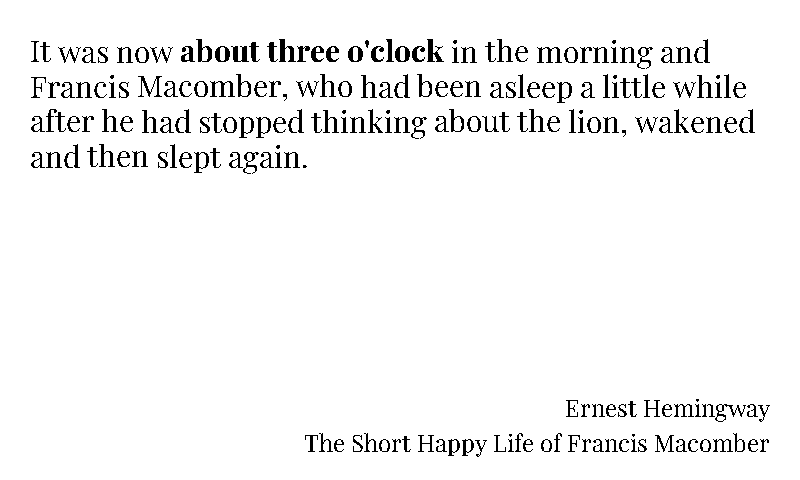 It was now about three o'clock in the morning and
Francis Macomber, who had been asleep a little while
after he had stopped thinking about the lion, wakened
and then slept again.
Ernest Hemingway
The Short Happy Life of Francis Macomber